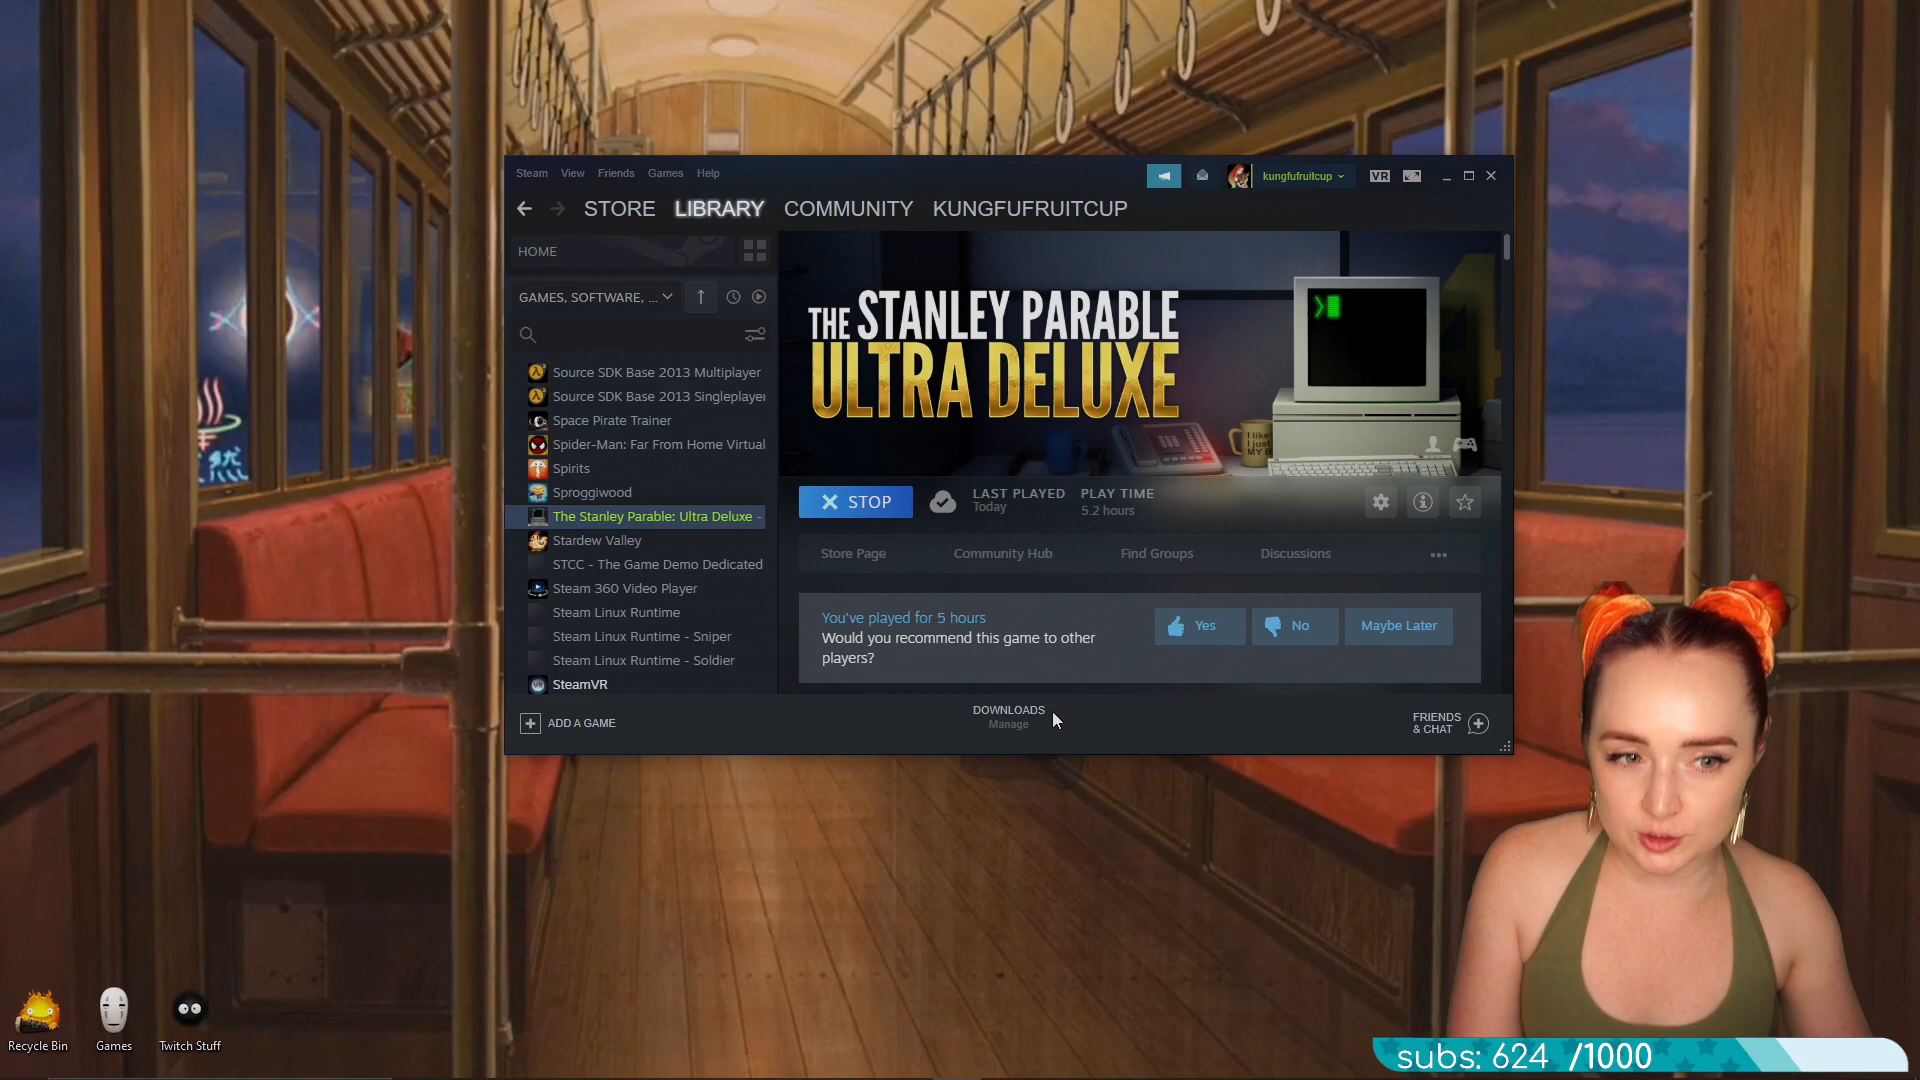 Steam View Friends Games Help
kungfufruitcup
VR
STORE LIBRARY COMMUNITY KUNGFUFRUITCUP
HOME
GAMES, SOFTWARE, ...
Source SDK Base 2013 Multiplayer
Source SDK Base 2013 Singleplayer
Space Pirate Trainer
Spider-Man: Far From Home Virtual
Spirits
Sproggiwood
The Stanley Parable: Ultra Deluxe -
Stardew Valley
STCC - The Game Demo Dedicated
Steam 360 Video Player
Steam Linux Runtime
Steam Linux Runtime - Sniper
Steam Linux Runtime - Soldier
SteamVR
THE STANLEY PARABLE
ULTRA DELUXE
I like
I just
MY B
STOP
LAST PLAYED
Today
PLAY TIME
5.2 hours
Store Page Community Hub Find Groups Discussions
You've played for 5 hours
Would you recommend this game to other
players?
Yes No Maybe Later
ADD A GAME
DOWNLOADS
Manage
FRIENDS
& CHAT
Recycle Bin Games Twitch Stuff
subs: 624 /1000